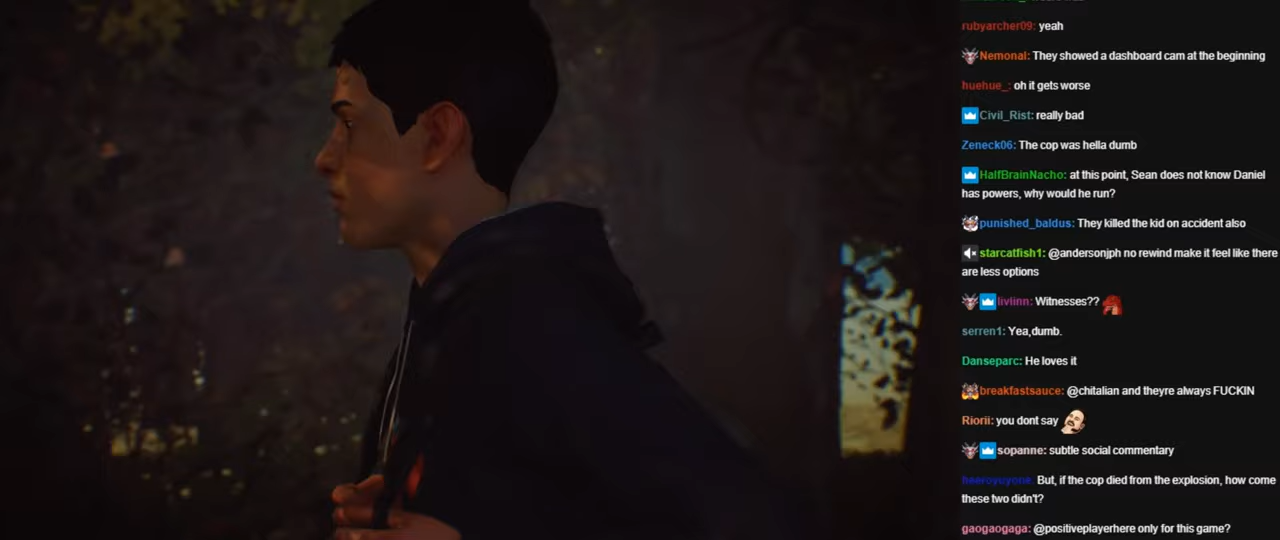 rubyarcher09: yeah
Nemonal: They showed a dashboard cam at the beginning
huehue_: oh it gets worse
Civil_Rist: really bad
Zeneck06: The cop was hella dumb
HalfBrainNacho: at this point, Sean does not know Daniel
has powers, why would he run?
punished_baldus: They killed the kid on accident also
starcatfish1: @andersonjph no rewind make it feel like there
are less options
livlinn: Witnesses??
serren1: Yea,dumb.
Danseparc: He loves it
breakfastsauce: @chitalian and theyre always FUCKIN
Riorii: you dont say
sopanne: subtle social commentary
But, if the cop died from the explosion, how come
these two didn't?
gaogaogaga: @positiveplayerhere only for this game?